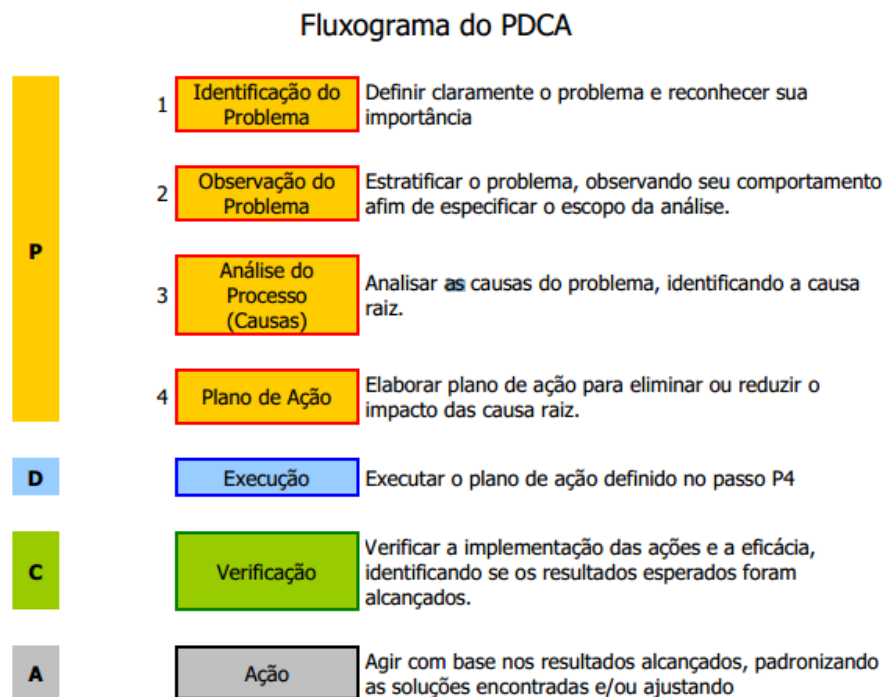 Fluxograma do PDCA
P
1
Identificação do
Problema
Definir claramente o problema e reconhecer sua
importância
2
Observação do
Problema
Estratificar o problema, observando seu comportamento
afim de especificar o escopo da análise.
3
Análise do
Processo
(Causas)
Analisar as causas do problema, identificando a causa
raiz.
4
Plano de Ação
Elaborar plano de ação para eliminar ou reduzir o
impacto das causa raiz.
D
Execução
Executar o plano de ação definido no passo P4
C
Verificação
Verificar a implementação das ações e a eficácia,
identificando se os resultados esperados foram
alcançados.
A
Ação
Agir com base nos resultados alcançados, padronizando
as soluções encontradas e/ou ajustando